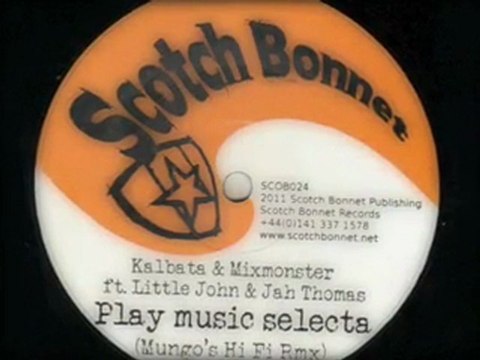 Scotch Bonnet
SCOB024
2011 Scotch Bonnet Publishing
Scotch Bonnet Records
+44(0)141 337 1578
www.scotchbonnet.net
Kalbata & Mixmonster
ft. Little John & Jah Thomas
Play music selecta
(Mungo's Hi Fi Rmx)